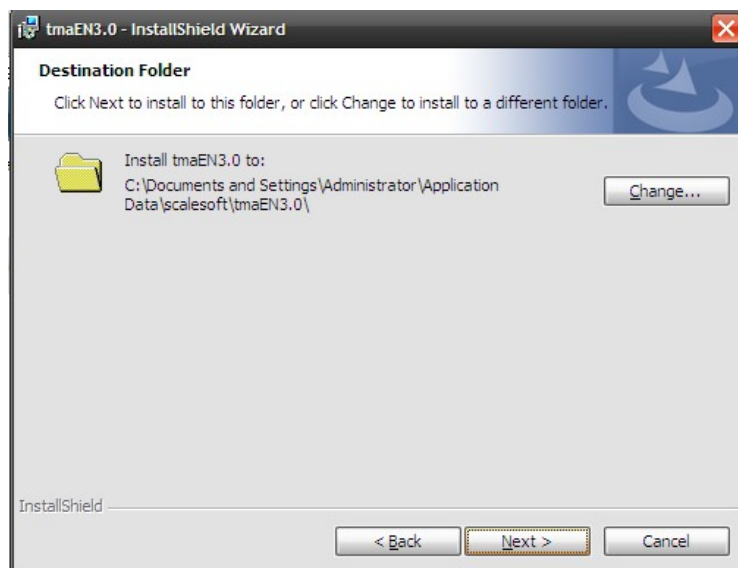 tmaEN3.0 - InstallShield Wizard
Destination Folder
Click Next to install to this folder, or click Change to install to a different folder.
Install tmaEN3.0 to:
C:\Documents and Settings\Administrator\Application
Data\scalesoft\tmaEN3.0\
Change...
InstallShield
< Back
Next >
Cancel